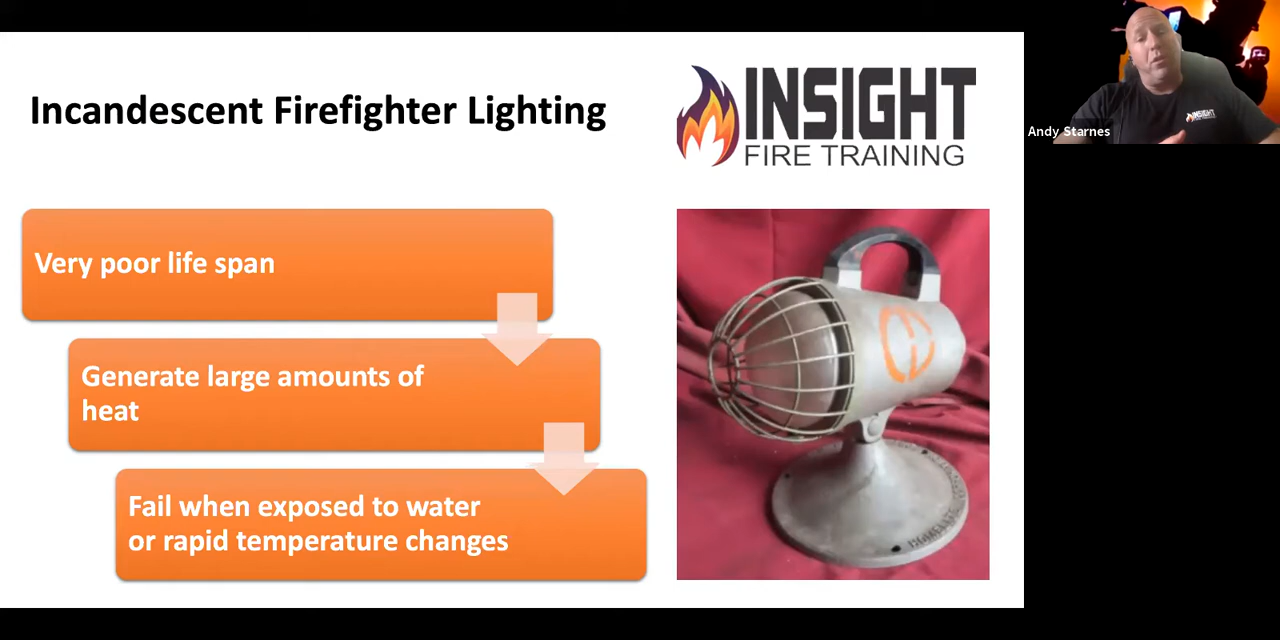 Incandescent Firefighter Lighting
INSIGHT
FIRE TRAINING
Very poor life span
Generate large amounts of
heat
Fail when exposed to water
or rapid temperature changes
Andy Starnes
INSIGHT